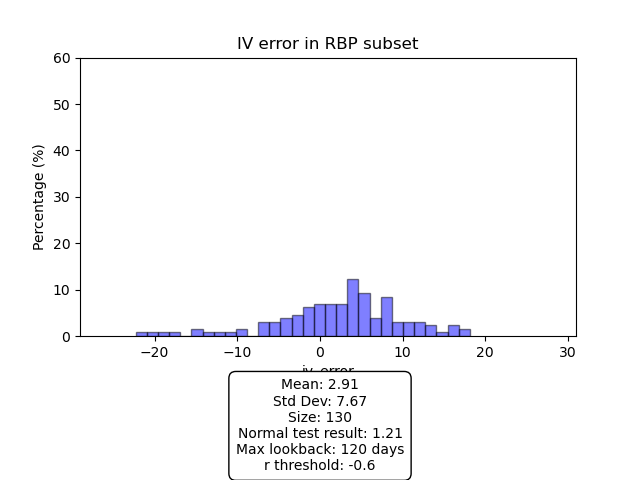 IV error in RBP subset
60
50
40
30
20
10
0
Percentage (%)
−20 −10 0 10 20 30
iv_error
Mean: 2.91
Std Dev: 7.67
Size: 130
Normal test result: 1.21
Max lookback: 120 days
r threshold: -0.6